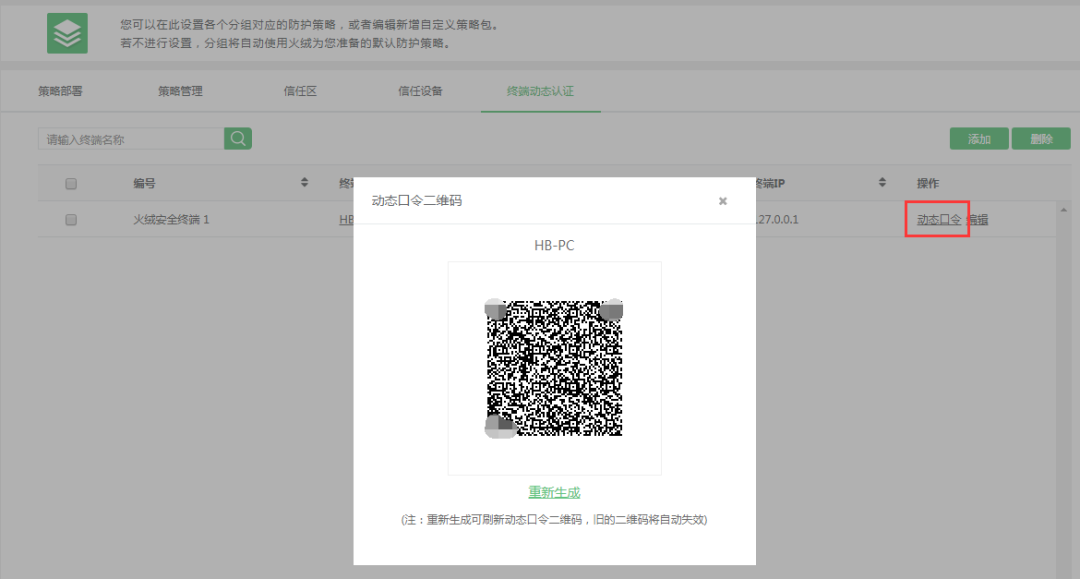 您可以在此设置各个分组对应的防护策略，或者编辑新增自定义策略包。
若不进行设置，分组将自动使用火绒为您准备的默认防护策略。
策略部署 策略管理 信任区 信任设备 终端动态认证
请输入终端名称 添加 删除
编号 终端 终端IP 操作
火绒安全终端 1 HB 127.0.0.1 动态口令 编辑
动态口令二维码
HB-PC
重新生成
(注：重新生成可刷新动态口令二维码，旧的二维码将自动失效)